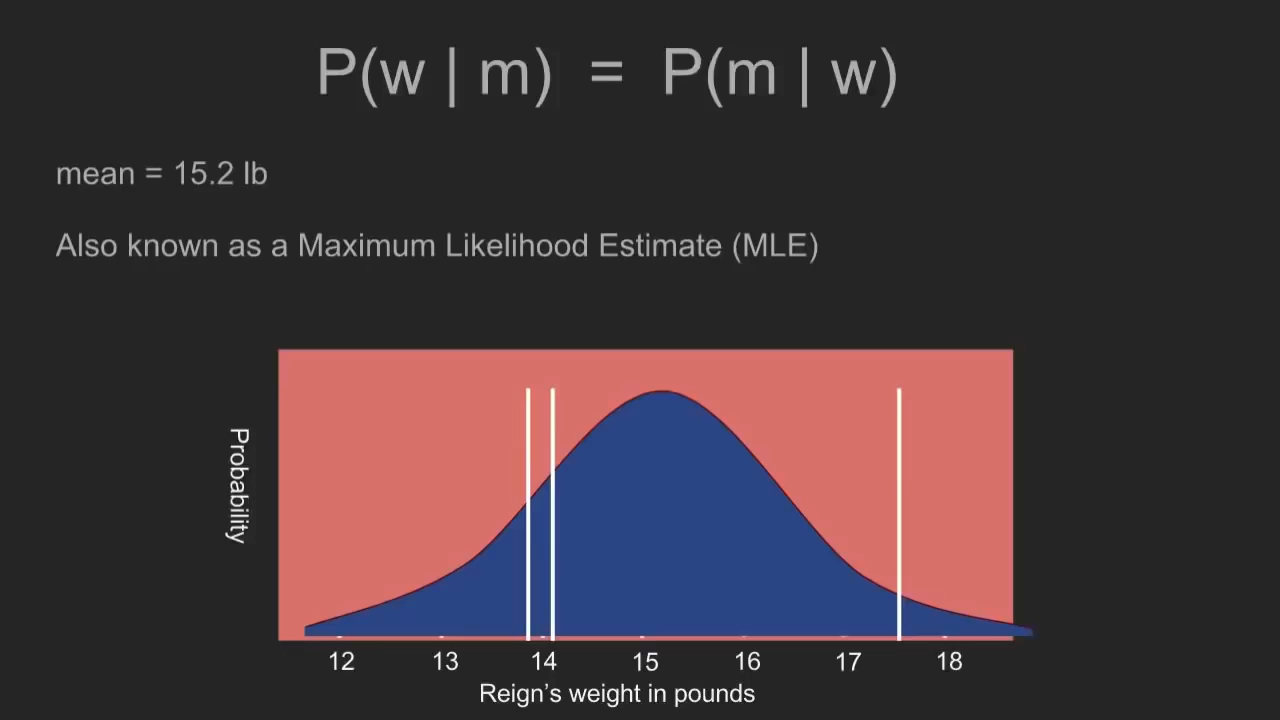 P(w | m) = P(m | w)
mean = 15.2 lb
Also known as a Maximum Likelihood Estimate (MLE)
Probability
12 13 14 15 16 17 18
Reign's weight in pounds